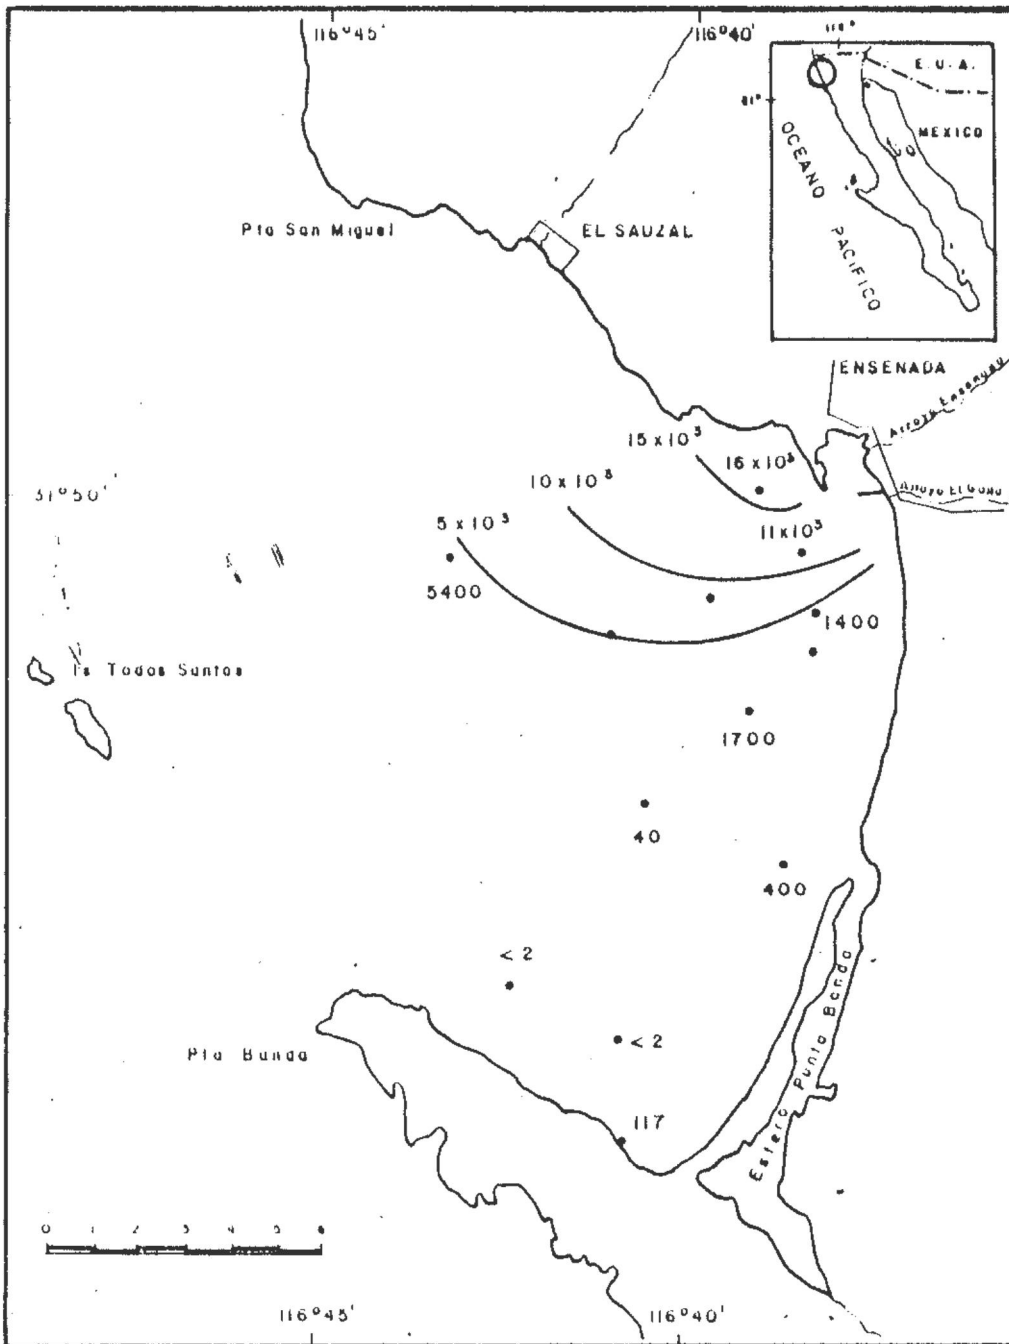 116°45'
116°40'
E. U. A.
MEXICO
OCEANO PACIFICO
Pta San Miguel
EL SAUZAL
ENSENADA
Arroyo Ensenada
15 x 10³
16 x 10³
10 x 10³
31°50'
5 x 10³
11 x 10³
5400
1400
Is Todos Santos
1700
40
400
< 2
Pta Banda
< 2
117
Estero Punta Banda
0 1 2 3 4 5 6
116°45'
116°40'